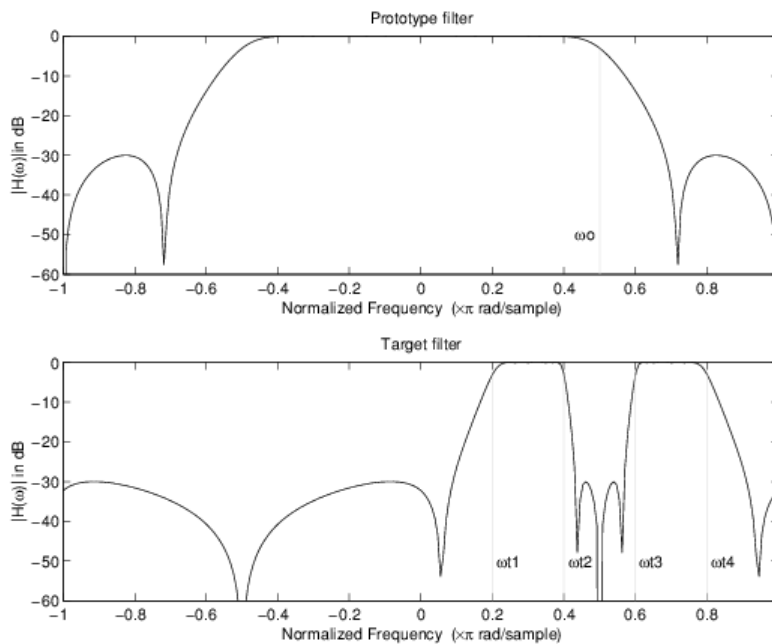 Prototype filter
|H(ω)|in dB
0
−10
−20
−30
−40
−50
−60
ωo
−1 −0.8 −0.6 −0.4 −0.2 0 0.2 0.4 0.6 0.8
Normalized Frequency (×π rad/sample)
Target filter
|H(ω)| in dB
0
−10
−20
−30
−40
−50
−60
ωt1 ωt2 ωt3 ωt4
−1 −0.8 −0.6 −0.4 −0.2 0 0.2 0.4 0.6 0.8
Normalized Frequency (×π rad/sample)